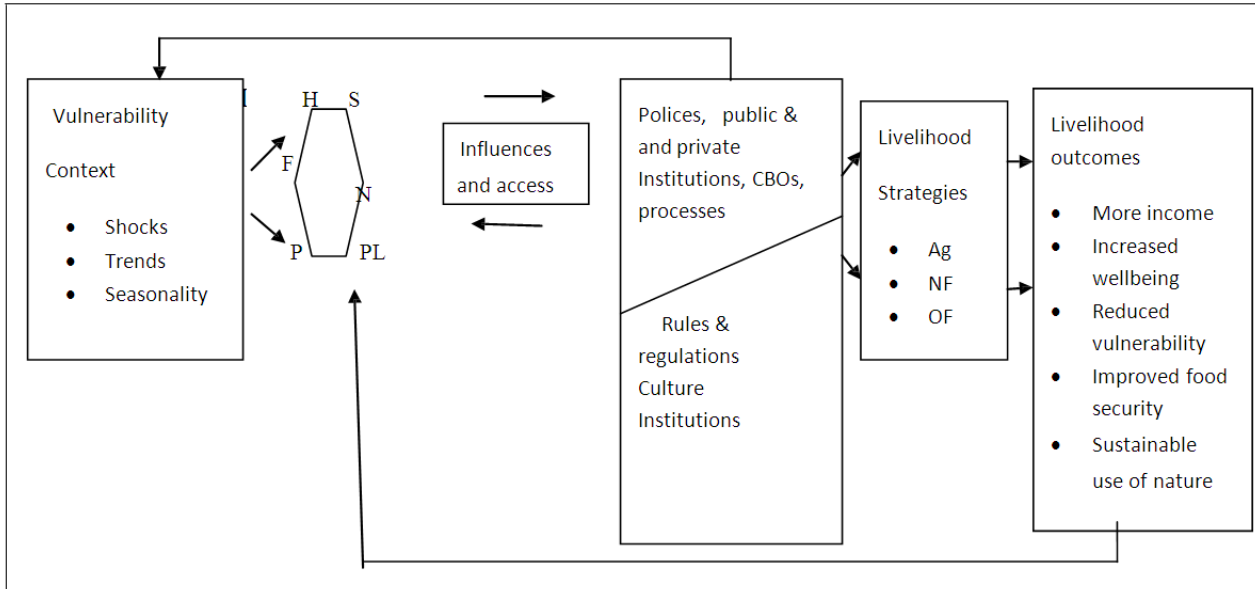 Vulnerability
Context
• Shocks
• Trends
• Seasonality
H S
F
N
P PL
Influences
and access
Polices, public &
and private
Institutions, CBOs,
processes
Rules &
regulations
Culture
Institutions
Livelihood
Strategies
• Ag
• NF
• OF
Livelihood
outcomes
• More income
• Increased
wellbeing
• Reduced
vulnerability
• Improved food
security
• Sustainable
use of nature